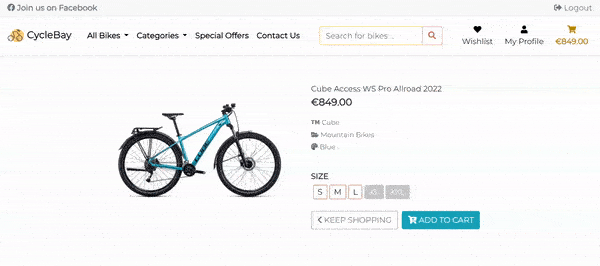 Join us on Facebook
Logout
CycleBay
All Bikes
Categories
Special Offers
Contact Us
Search for bikes ..
Wishlist
My Profile
€849.00
Cube Access WS Pro Allroad 2022
€849.00
TM Cube
Mountain Bikes
Blue
SIZE
S M L XS XXL
KEEP SHOPPING
ADD TO CART